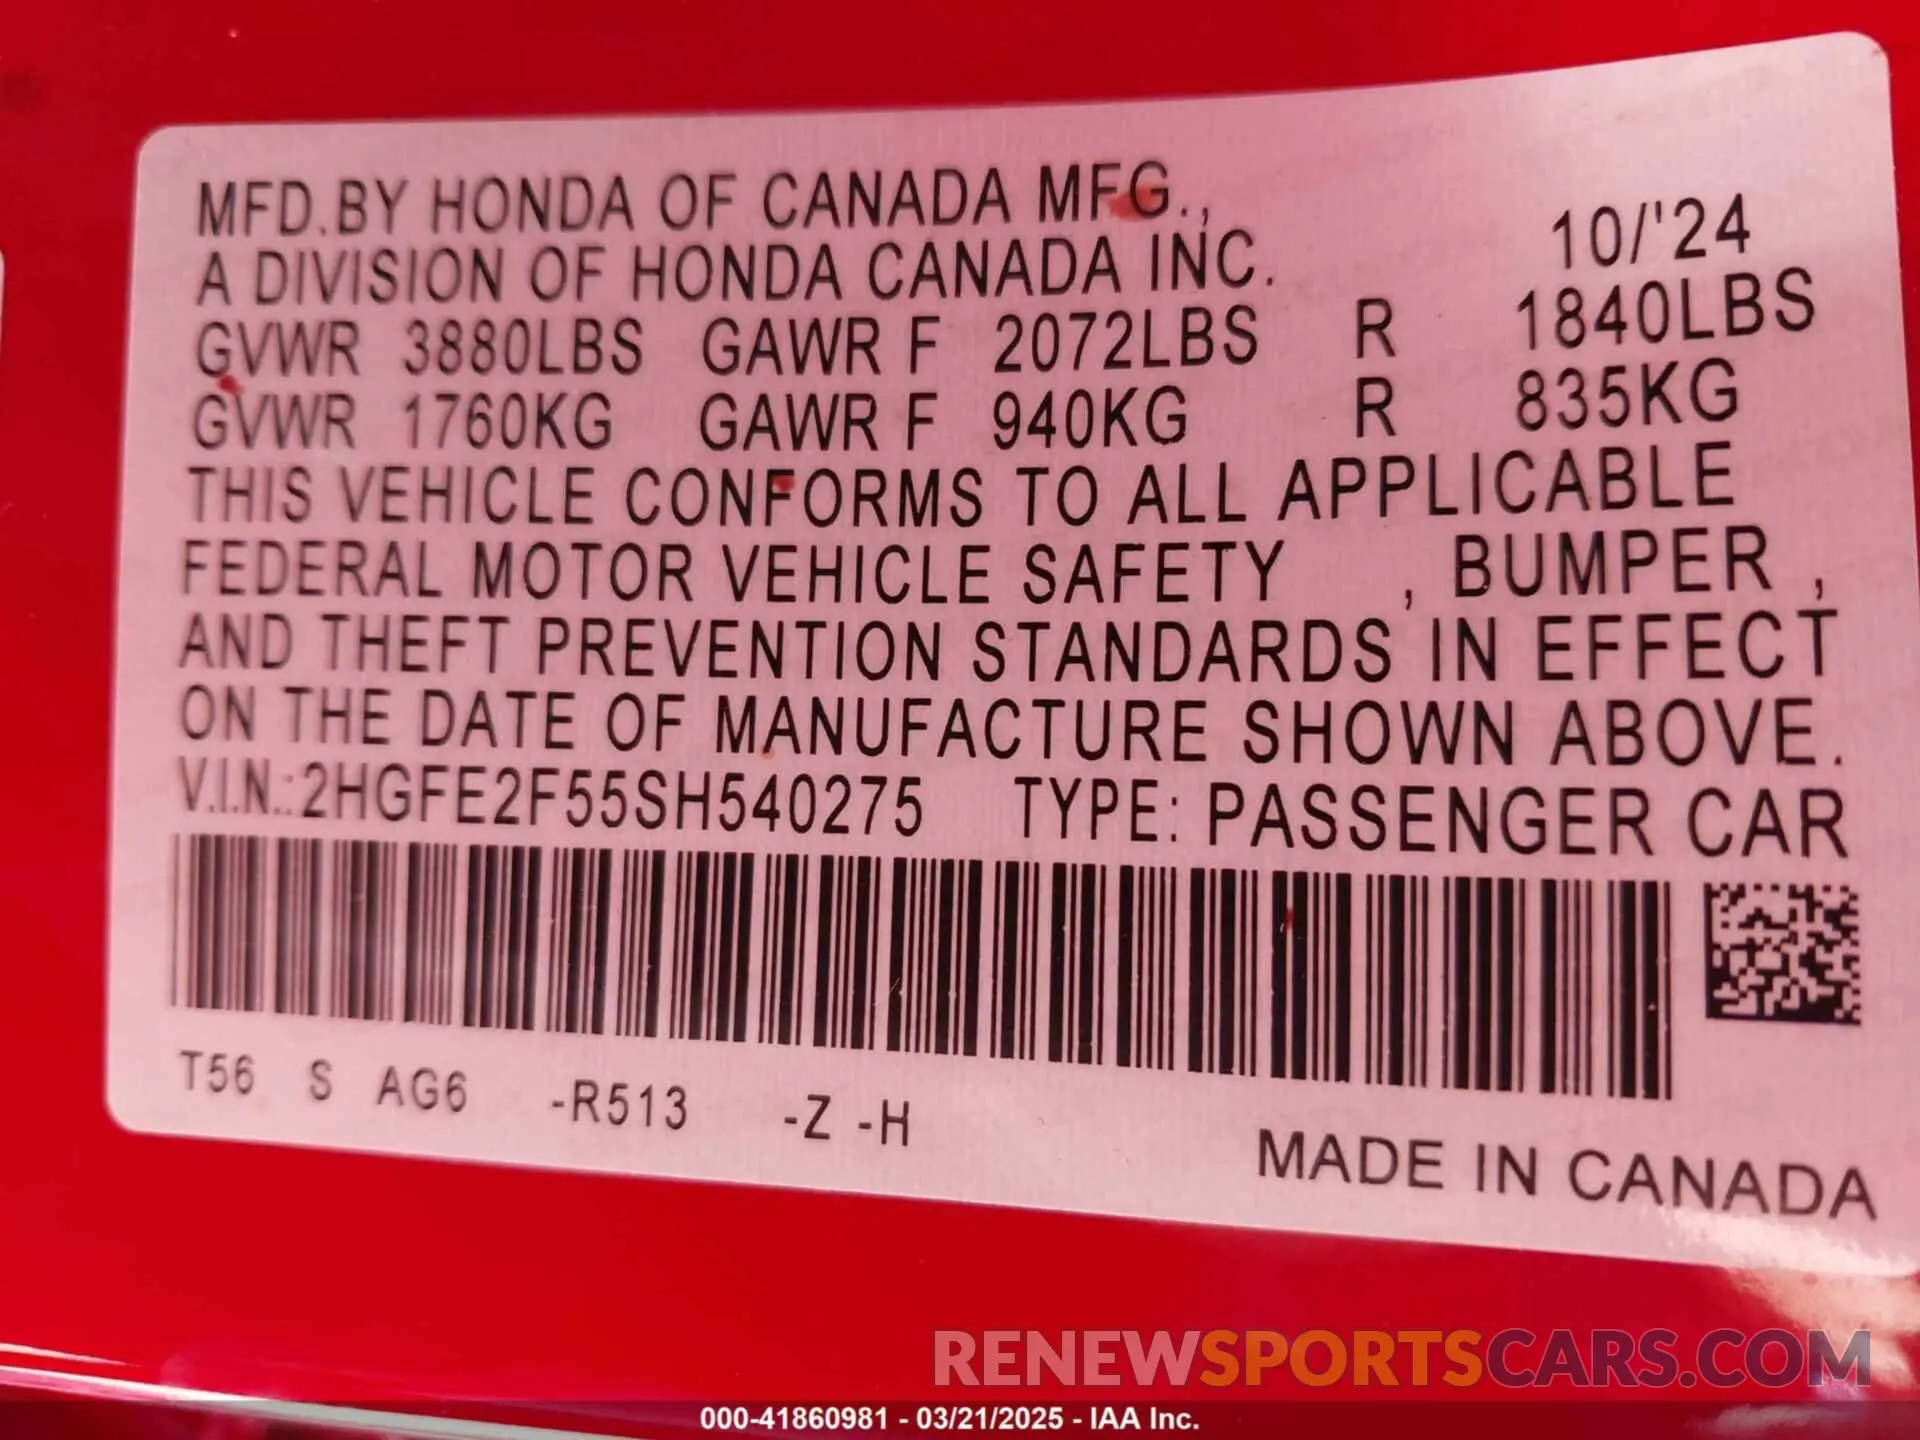 MFD.BY HONDA OF CANADA MFG.,
A DIVISION OF HONDA CANADA INC. 10/'24
GVWR 3880LBS GAWR F 2072LBS R 1840LBS
GVWR 1760KG GAWR F 940KG R 835KG
THIS VEHICLE CONFORMS TO ALL APPLICABLE
FEDERAL MOTOR VEHICLE SAFETY , BUMPER ,
AND THEFT PREVENTION STANDARDS IN EFFECT
ON THE DATE OF MANUFACTURE SHOWN ABOVE.
V.I.N.:2HGFE2F55SH540275 TYPE: PASSENGER CAR
T56 S AG6 -R513 -Z -H
MADE IN CANADA
RENEWSPORTSCARS.COM
000-41860981 - 03/21/2025 - IAA Inc.